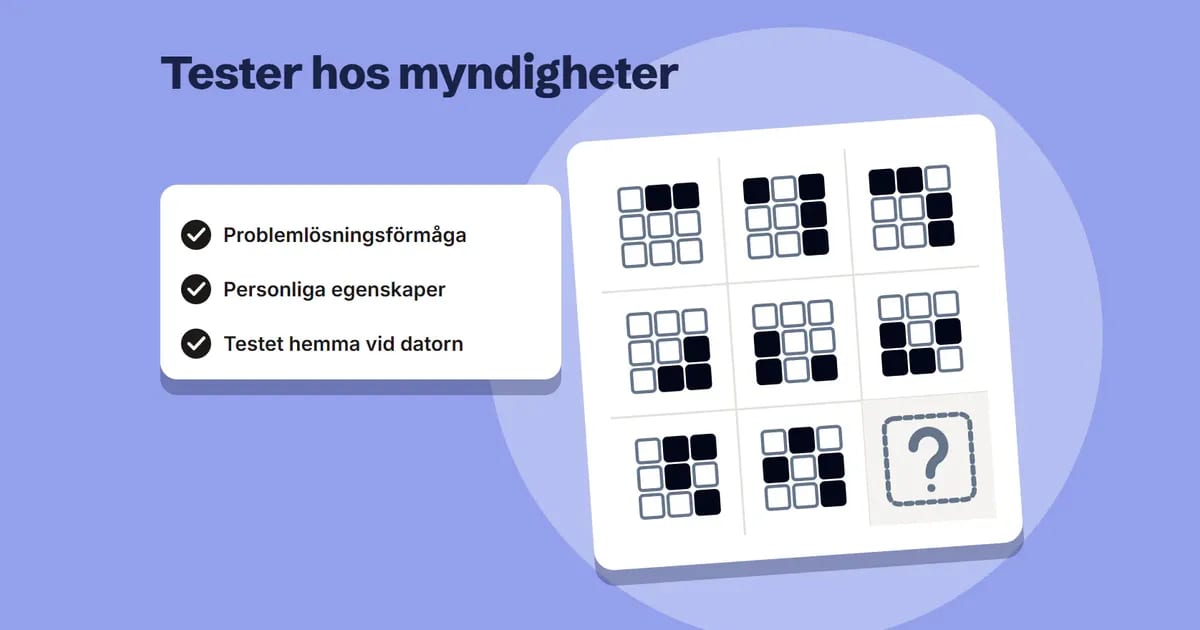 Tester hos myndigheter
Problemlösningsförmåga
Personliga egenskaper
Testet hemma vid datorn
?